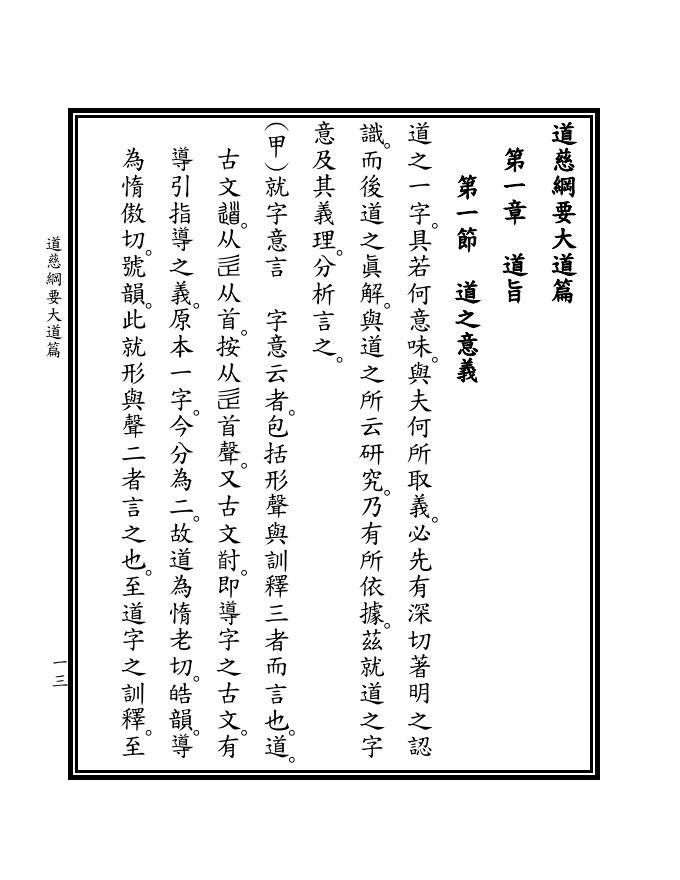 道慈綱要大道篇
第一章　道旨
第一節　道之意義
道之一字。具若何意味。與夫何所取義。必先有深切著明之認
識。而後道之眞解。與道之所云研究。乃有所依據。茲就道之字
意及其義理。分析言之。
（甲）就字意言　字意云者。包括形聲與訓釋三者而言也。道。
古文。从辵从首。按从辵首聲。又古文㝵。即導字之古文。有
導引指導之義。原本一字。今分為二。故道為惰老切。皓韻。導
為惰傲切。號韻。此就形與聲二者言之也。至道字之訓釋。至
道慈綱要大道篇
一三